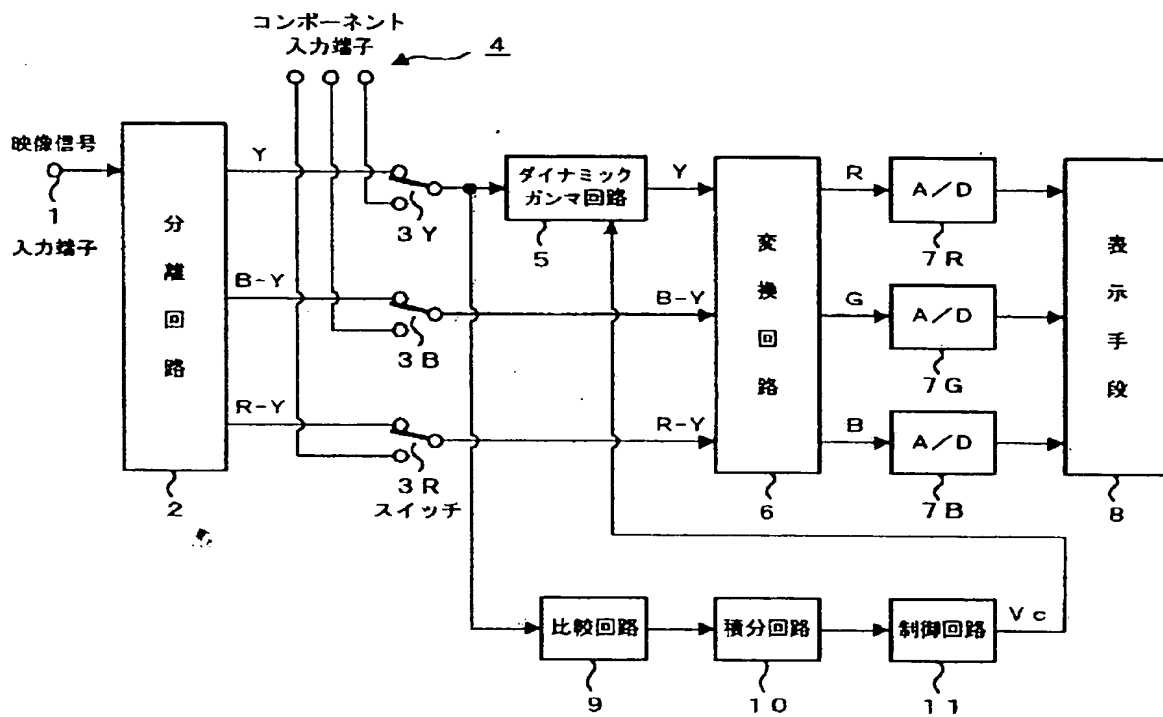 コンポーネント
入力端子
4
映像信号
1
入力端子
分離回路
2
Y
B-Y
R-Y
3Y
3B
3R
スイッチ
ダイナミック
ガンマ回路
5
Y
B-Y
R-Y
変換回路
6
R
G
B
A/D
7R
A/D
7G
A/D
7B
表示手段
8
比較回路
9
積分回路
10
制御回路
11
Vc